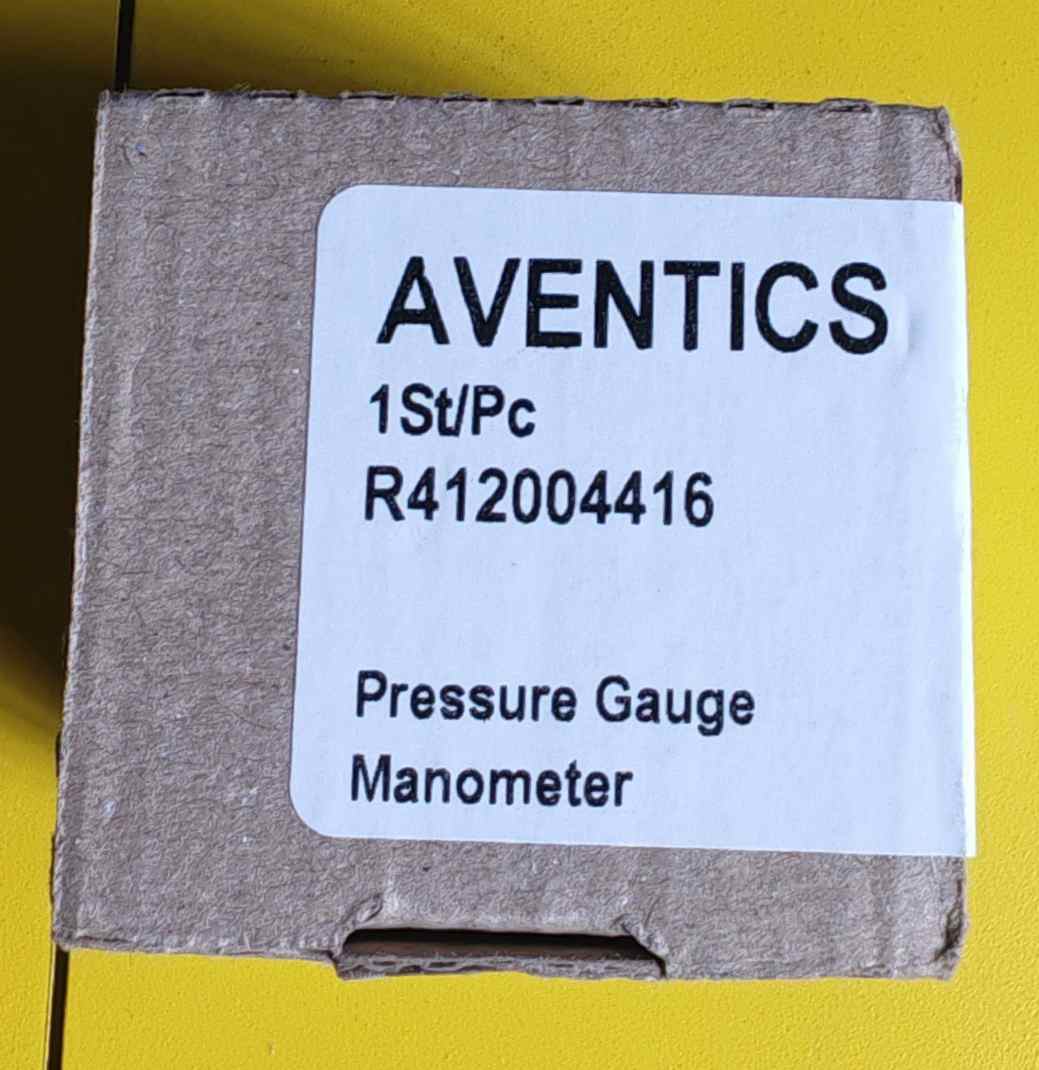 AVENTICS
1St/Pc
R412004416
Pressure Gauge
Manometer